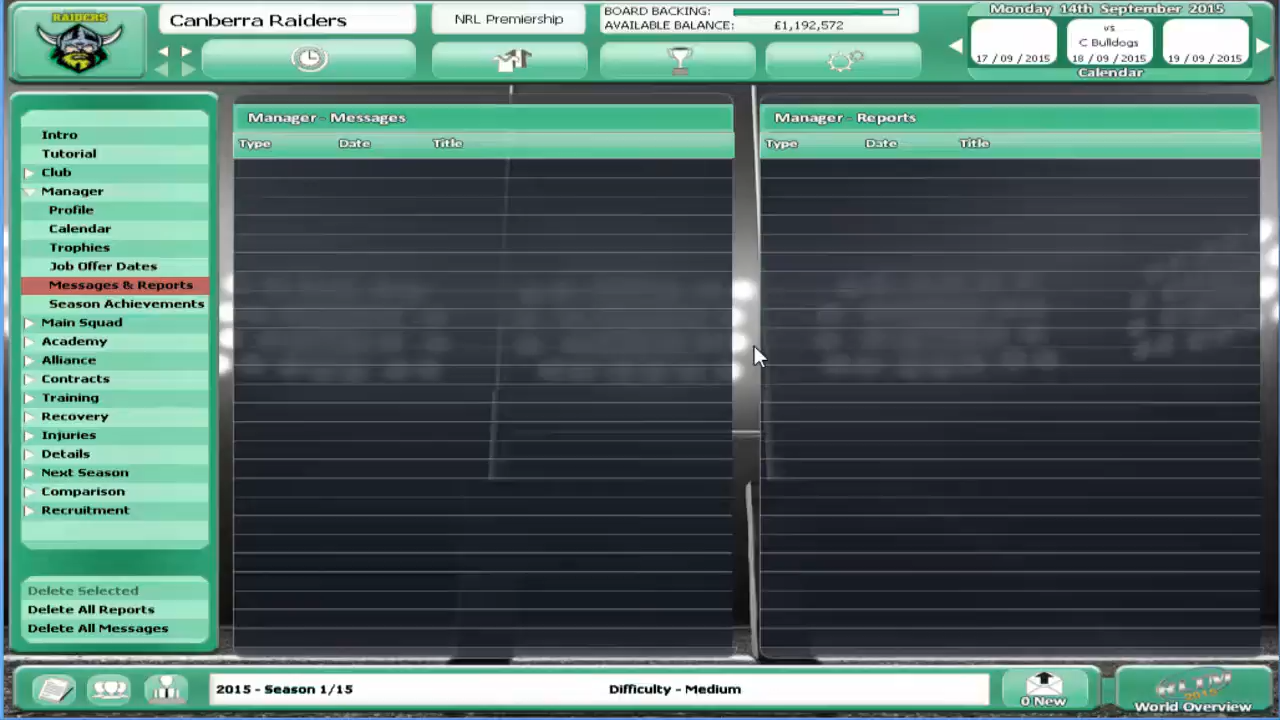 RAIDERS
Canberra Raiders
NRL Premiership
BOARD BACKING:
AVAILABLE BALANCE: £1,192,572
Monday 14th September 2015
vs
C Bulldogs
17 / 09 / 2015
18 / 09 / 2015
19 / 09 / 2015
Calendar
Intro
Tutorial
Club
Manager
Profile
Calendar
Trophies
Job Offer Dates
Messages & Reports
Season Achievements
Main Squad
Academy
Alliance
Contracts
Training
Recovery
Injuries
Details
Next Season
Comparison
Recruitment
Delete Selected
Delete All Reports
Delete All Messages
Manager - Messages
Type Date Title
Manager - Reports
Type Date Title
2015 - Season 1/15
Difficulty - Medium
0 New
RLTM
2015
World Overview